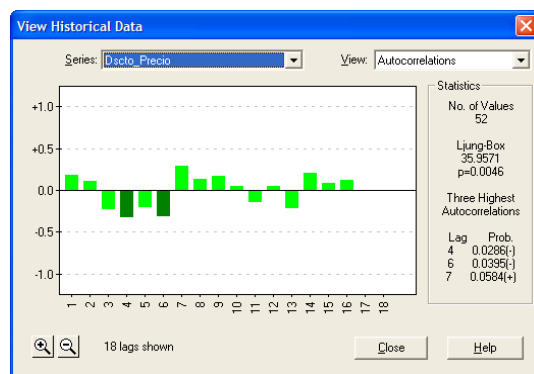 View Historical Data
Series: Dscto_Precio View: Autocorrelations
Statistics
No. of Values
52
Ljung-Box
35.9571
p=0.0046
Three Highest
Autocorrelations
Lag Prob.
4 0.0286(-)
6 0.0395(-)
7 0.0584(+)
+1.0
+0.5
0.0
-0.5
-1.0
1 2 3 4 5 6 7 8 9 10 11 12 13 14 15 16 17 18
18 lags shown
Close Help